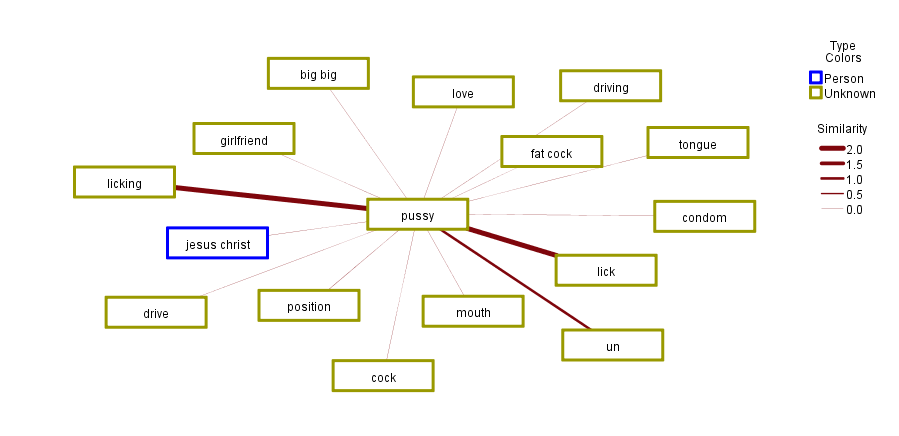 big big
love
driving
girlfriend
fat cock
tongue
licking
pussy
condom
jesus christ
lick
drive
position
mouth
un
cock
Type
Colors
Person
Unknown
Similarity
2.0
1.5
1.0
0.5
0.0